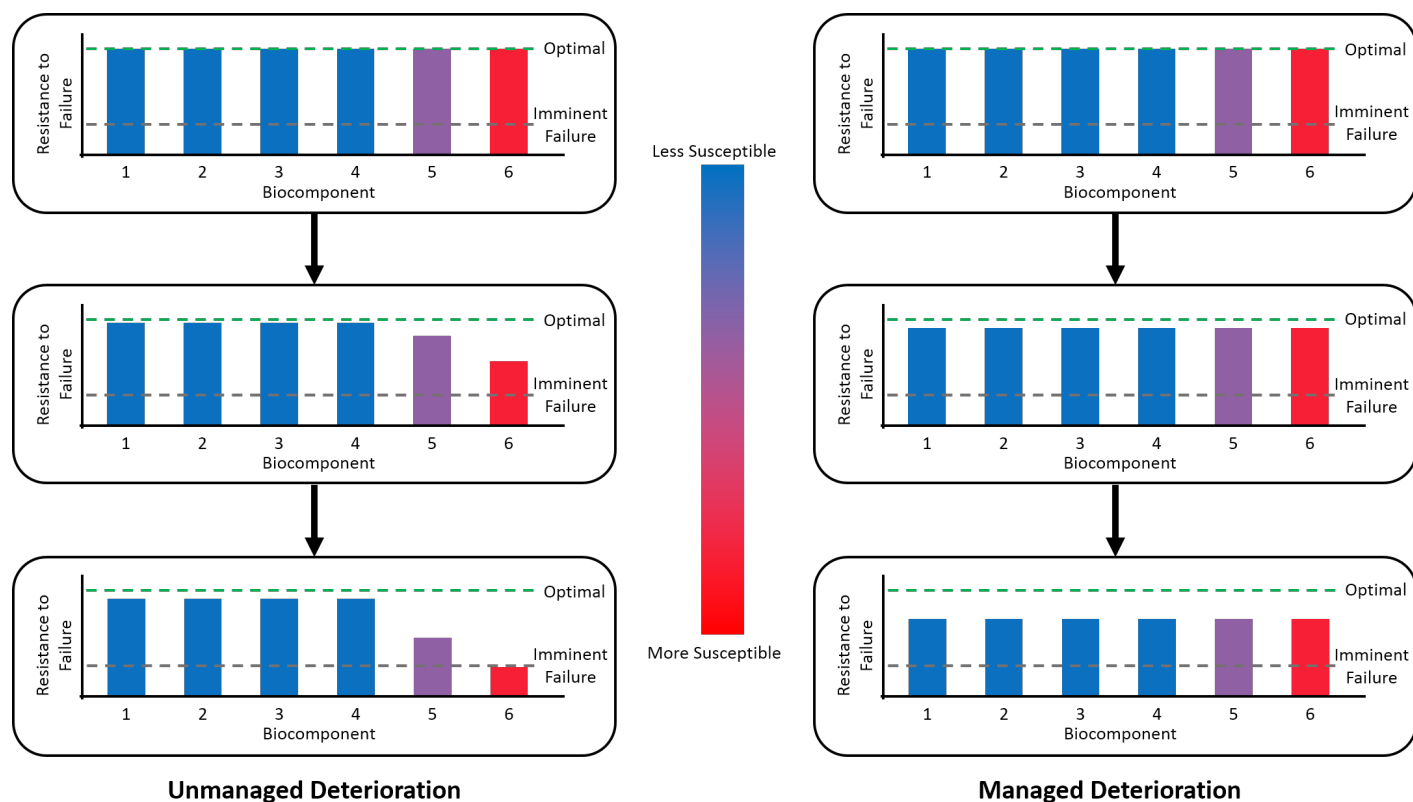 Resistance to
Failure
Optimal
Imminent
Failure
1 2 3 4 5 6
Biocomponent
Resistance to
Failure
Optimal
Imminent
Failure
1 2 3 4 5 6
Biocomponent
Resistance to
Failure
Optimal
Imminent
Failure
1 2 3 4 5 6
Biocomponent
Unmanaged Deterioration
Less Susceptible
More Susceptible
Resistance to
Failure
Optimal
Imminent
Failure
1 2 3 4 5 6
Biocomponent
Resistance to
Failure
Optimal
Imminent
Failure
1 2 3 4 5 6
Biocomponent
Resistance to
Failure
Optimal
Imminent
Failure
1 2 3 4 5 6
Biocomponent
Managed Deterioration